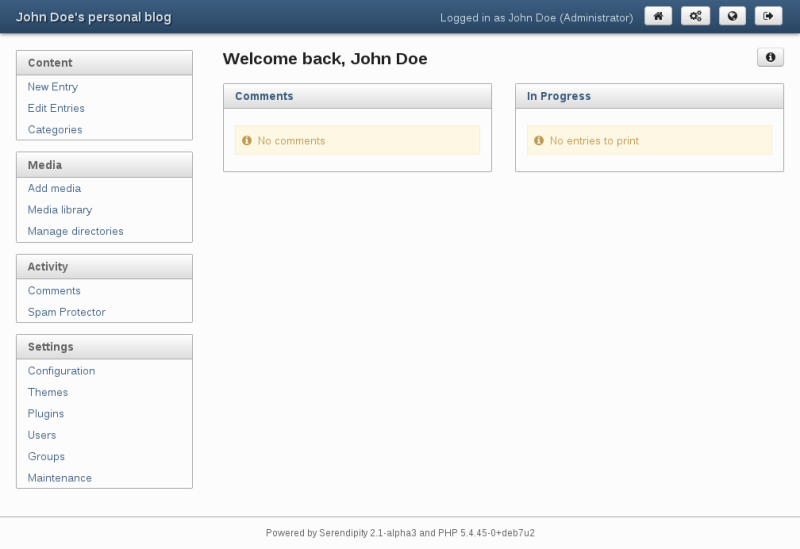 John Doe's personal blog
Logged in as John Doe (Administrator)
Content
New Entry
Edit Entries
Categories
Media
Add media
Media library
Manage directories
Activity
Comments
Spam Protector
Settings
Configuration
Themes
Plugins
Users
Groups
Maintenance
Welcome back, John Doe
Comments
No comments
In Progress
No entries to print
Powered by Serendipity 2.1-alpha3 and PHP 5.4.45-0+deb7u2